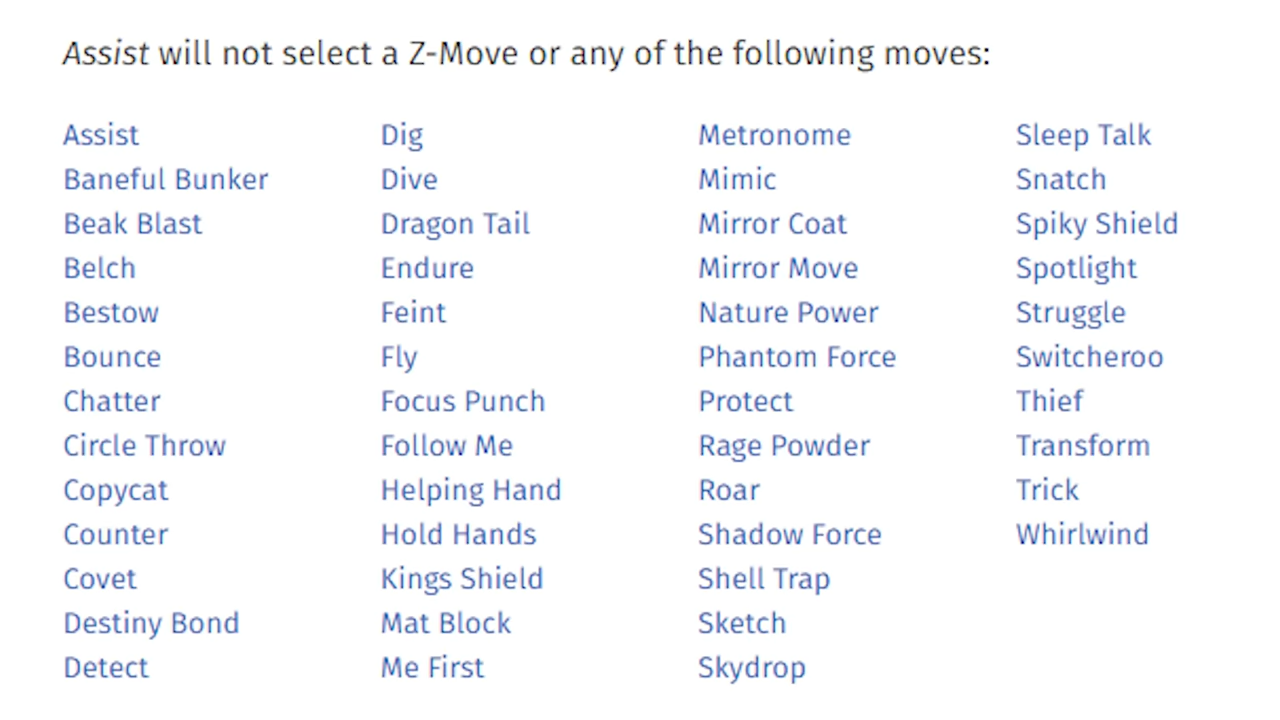 Assist will not select a Z-Move or any of the following moves:
Assist
Baneful Bunker
Beak Blast
Belch
Bestow
Bounce
Chatter
Circle Throw
Copycat
Counter
Covet
Destiny Bond
Detect
Dig
Dive
Dragon Tail
Endure
Feint
Fly
Focus Punch
Follow Me
Helping Hand
Hold Hands
Kings Shield
Mat Block
Me First
Metronome
Mimic
Mirror Coat
Mirror Move
Nature Power
Phantom Force
Protect
Rage Powder
Roar
Shadow Force
Shell Trap
Sketch
Skydrop
Sleep Talk
Snatch
Spiky Shield
Spotlight
Struggle
Switcheroo
Thief
Transform
Trick
Whirlwind